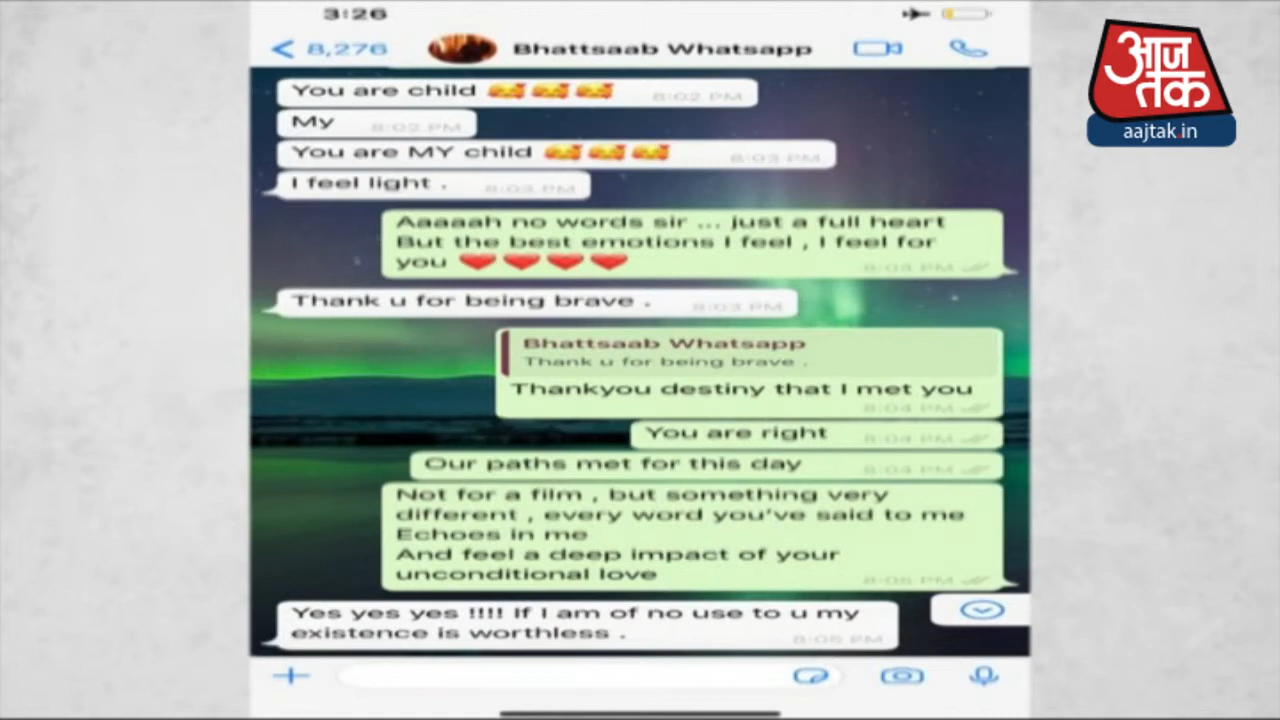 3:26
8,276
Bhattsaab Whatsapp
आज
तक
aajtak.in
You are child 🥰🥰🥰 8:02 PM
My 8:02 PM
You are MY child 🥰🥰🥰 8:03 PM
I feel light . 8:03 PM
Aaaaah no words sir ... just a full heart
But the best emotions I feel , I feel for
you ❤️❤️❤️❤️ 8:04 PM
Thank u for being brave . 8:03 PM
Bhattsaab Whatsapp
Thank u for being brave .
Thankyou destiny that I met you
8:04 PM
You are right 8:04 PM
Our paths met for this day 8:04 PM
Not for a film , but something very
different , every word you've said to me
Echoes in me
And feel a deep impact of your
unconditional love 8:05 PM
Yes yes yes !!!! If I am of no use to u my
existence is worthless . 8:05 PM